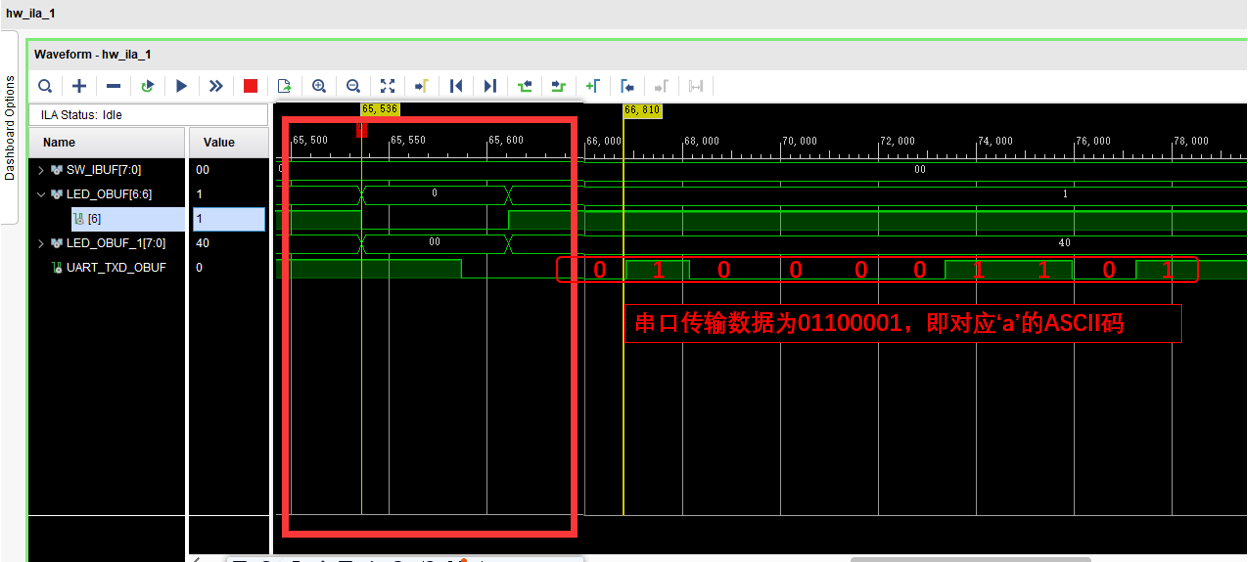 hw_ila_1
Dashboard Options
Waveform - hw_ila_1
ILA Status: Idle
Name Value
SW_IBUF[7:0] 00
LED_OBUF[6:6] 1
[6] 1
LED_OBUF_1[7:0] 40
UART_TXD_OBUF 0
65,536 66,810
65,500 65,550 65,600 66,000 68,000 70,000 72,000 74,000 76,000 78,000
00
0 1
00 40
0 1 0 0 0 0 1 1 0 1
串口传输数据为01100001，即对应‘a’的ASCII码